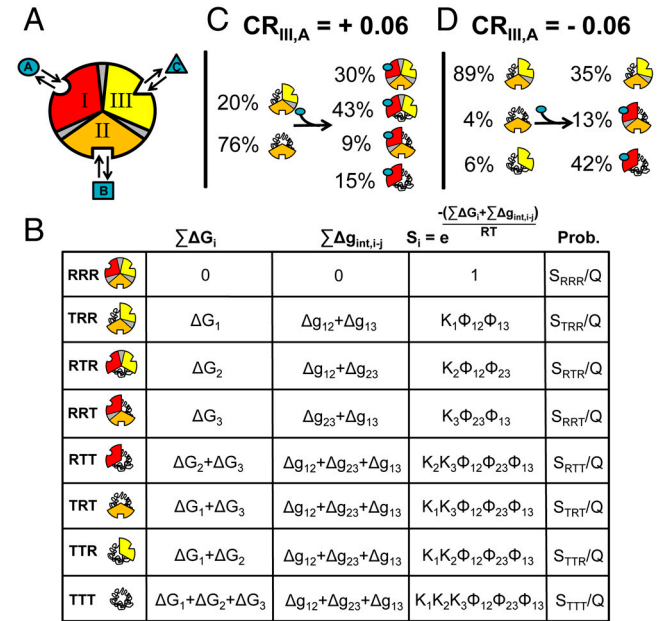 A
A
C
I
III
II
B
C CR_III,A = + 0.06
20%
76%
30%
43%
9%
15%
D CR_III,A = - 0.06
89%
4%
6%
35%
13%
42%
B
∑ΔG_i ∑Δg_int,i-j S_i = e^(-(∑ΔG_i+∑Δg_int,i-j)/RT) Prob.
RRR 0 0 1 S_RRR/Q
TRR ΔG_1 Δg_12+Δg_13 K_1Φ_12Φ_13 S_TRR/Q
RTR ΔG_2 Δg_12+Δg_23 K_2Φ_12Φ_23 S_RTR/Q
RRT ΔG_3 Δg_23+Δg_13 K_3Φ_23Φ_13 S_RRT/Q
RTT ΔG_2+ΔG_3 Δg_12+Δg_23+Δg_13 K_2K_3Φ_12Φ_23Φ_13 S_RTT/Q
TRT ΔG_1+ΔG_3 Δg_12+Δg_23+Δg_13 K_1K_3Φ_12Φ_23Φ_13 S_TRT/Q
TTR ΔG_1+ΔG_2 Δg_12+Δg_23+Δg_13 K_1K_2Φ_12Φ_23Φ_13 S_TTR/Q
TTT ΔG_1+ΔG_2+ΔG_3 Δg_12+Δg_23+Δg_13 K_1K_2K_3Φ_12Φ_23Φ_13 S_TTT/Q